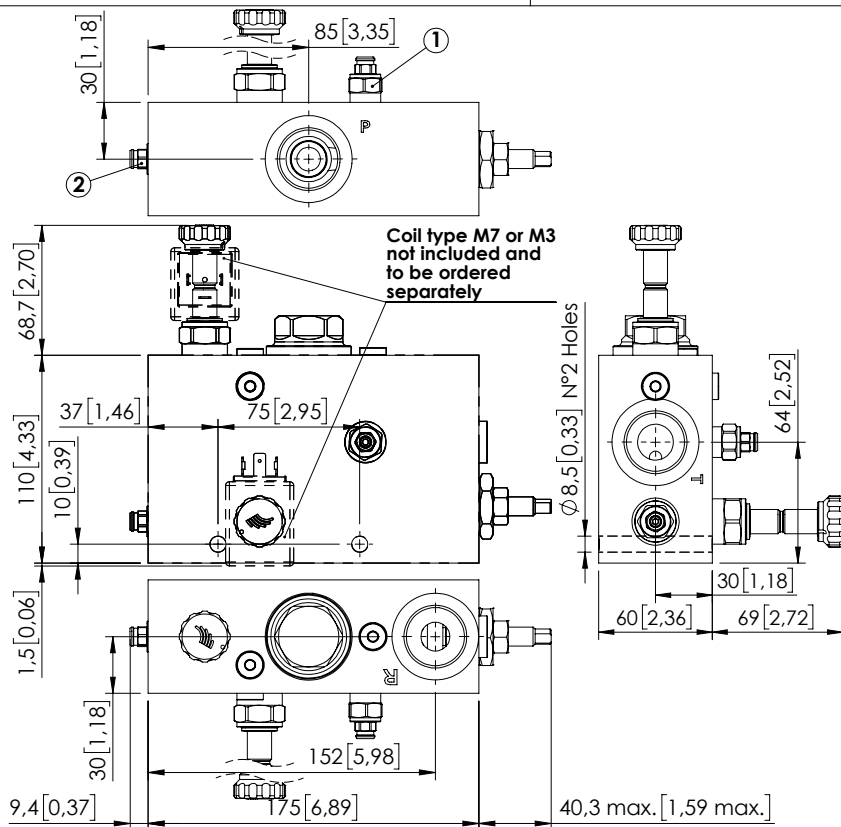 85[3,35]
1
30[1,18]
P
2
Coil type M7 or M3
not included and
to be ordered
separately
68,7[2,70]
N°2 Holes
Ø8,5[0,33]
37[1,46]
75[2,95]
110[4,33]
10[0,39]
64[2,52]
T
1,5[0,06]
30[1,18]
60[2,36]
69[2,72]
R
30[1,18]
152[5,98]
9,4[0,37]
175[6,89]
40,3 max.[1,59 max.]